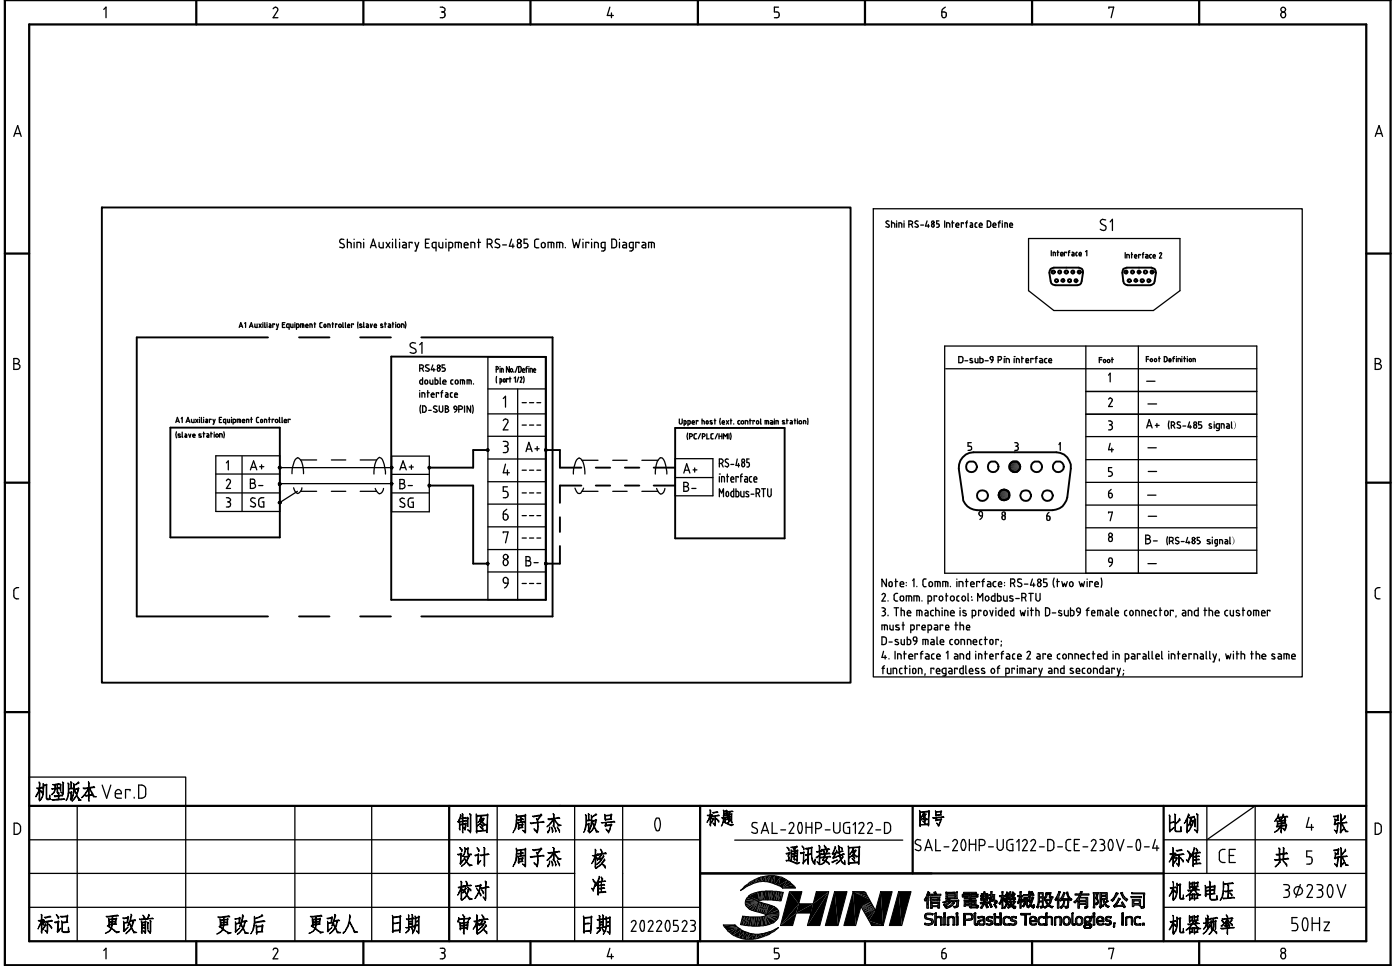 1 2 3 4 5 6 7 8
A A
B B
C C
D D
Shini Auxiliary Equipment RS-485 Comm. Wiring Diagram
A1 Auxiliary Equipment Controller (slave station)
S1
RS485
double comm.
interface
(D-SUB 9PIN)
Pin No./Define
(port 1/2)
1 ---
2 ---
3 A+
4 ---
5 ---
6 ---
7 ---
8 B-
9 ---
A1 Auxiliary Equipment Controller
(slave station)
1 A+
2 B-
3 SG
A+
B-
SG
Upper host (ext. control main station)
(PC/PLC/HMI)
A+
B-
RS-485
interface
Modbus-RTU
Shini RS-485 Interface Define
S1
Interface 1 Interface 2
D-sub-9 Pin interface Foot Foot Definition
1 —
2 —
3 A+ (RS-485 signal)
4 —
5 —
6 —
7 —
8 B- (RS-485 signal)
9 —
5 3 1
9 8 6
Note: 1. Comm. interface: RS-485 (two wire)
2. Comm. protocol: Modbus-RTU
3. The machine is provided with D-sub9 female connector, and the customer
must prepare the
D-sub9 male connector;
4. Interface 1 and interface 2 are connected in parallel internally, with the same
function, regardless of primary and secondary;
机型版本 Ver.D
制图 周子杰 版号 0
设计 周子杰 核准
校对
标记 更改前 更改后 更改人 日期 审核 日期 20220523
标题 SAL-20HP-UG122-D
通讯接线图
图号
SAL-20HP-UG122-D-CE-230V-0-4
比例 第 4 张
标准 CE 共 5 张
机器电压 3φ230V
机器频率 50Hz
SHINI
信易電熱機械股份有限公司
Shini Plastics Technologies, Inc.
1 2 3 4 5 6 7 8